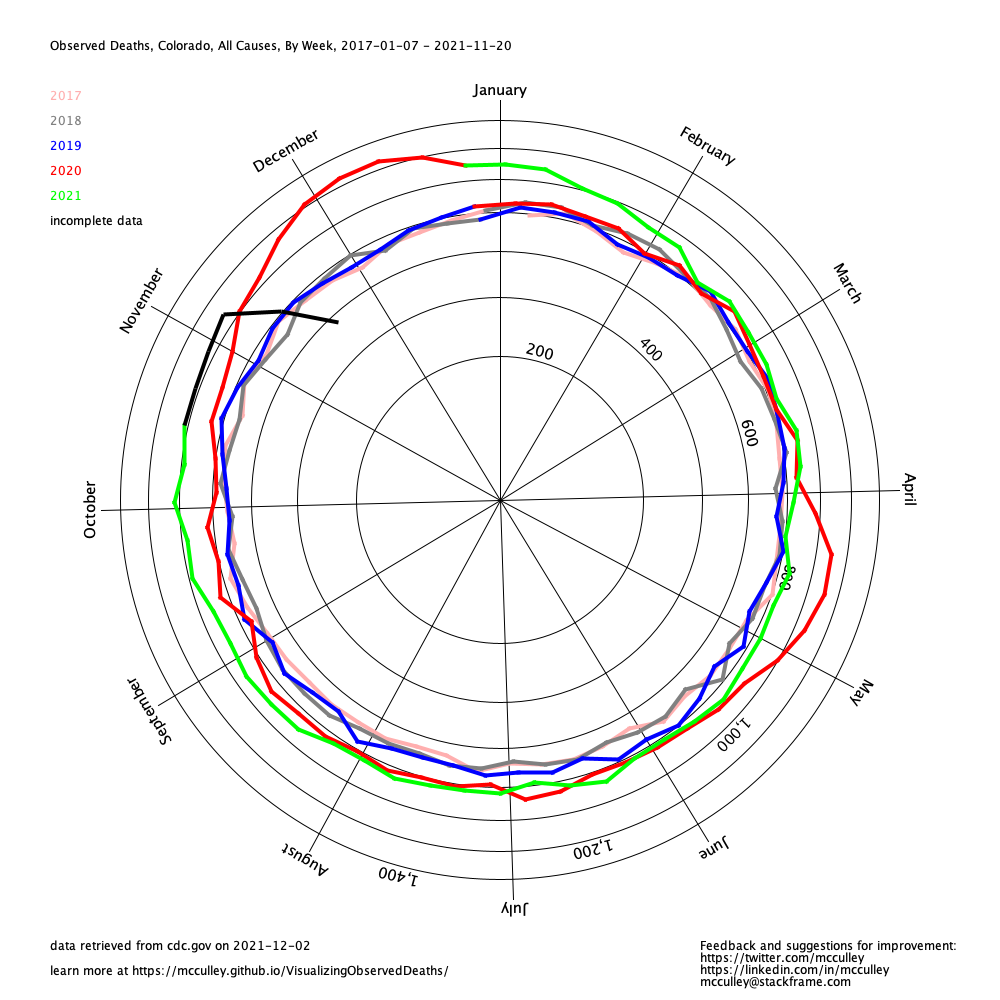 Observed Deaths, Colorado, All Causes, By Week, 2017-01-07 - 2021-11-20
2017
2018
2019
2020
2021
incomplete data
January
February
March
April
May
June
July
August
September
October
November
December
200
400
600
800
1,000
1,200
1,400
data retrieved from cdc.gov on 2021-12-02
learn more at https://mcculley.github.io/VisualizingObservedDeaths/
Feedback and suggestions for improvement:
https://twitter.com/mcculley
https://linkedin.com/in/mcculley
mcculley@stackframe.com